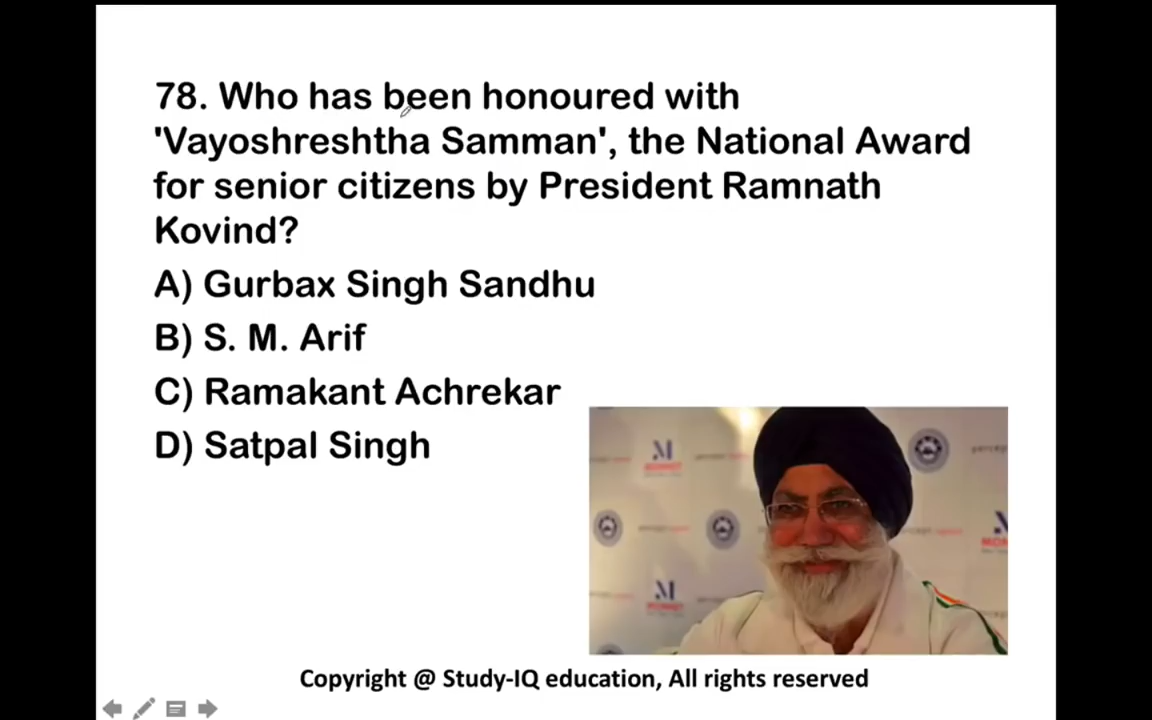 78. Who has been honoured with
'Vayoshreshtha Samman', the National Award
for senior citizens by President Ramnath
Kovind?
A) Gurbax Singh Sandhu
B) S. M. Arif
C) Ramakant Achrekar
D) Satpal Singh
M
M
Copyright @ Study-IQ education, All rights reserved